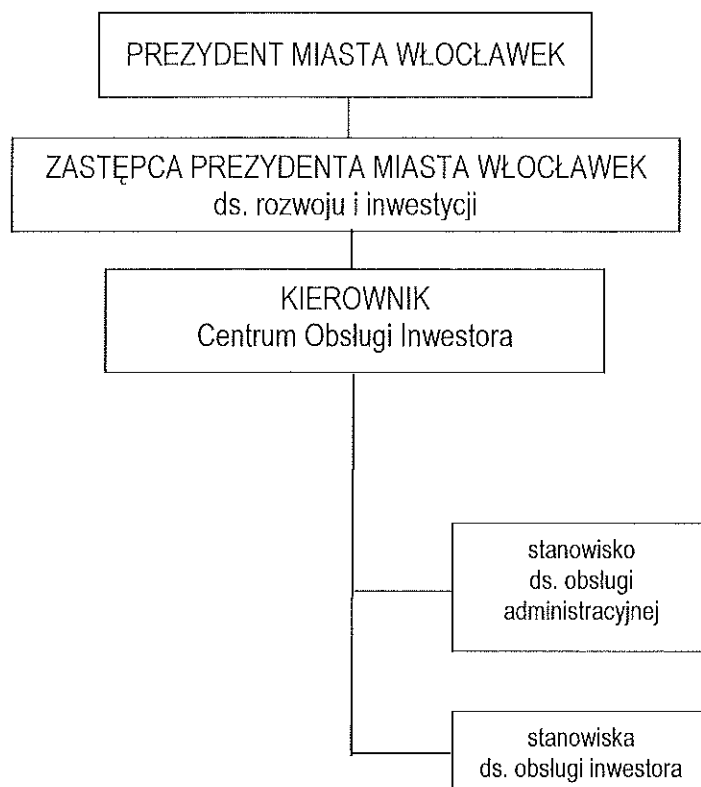 PREZYDENT MIASTA WŁOCŁAWEK
ZASTĘPCA PREZYDENTA MIASTA WŁOCŁAWEK
ds. rozwoju i inwestycji
KIEROWNIK
Centrum Obsługi Inwestora
stanowisko
ds. obsługi
administracyjnej
stanowiska
ds. obsługi inwestora